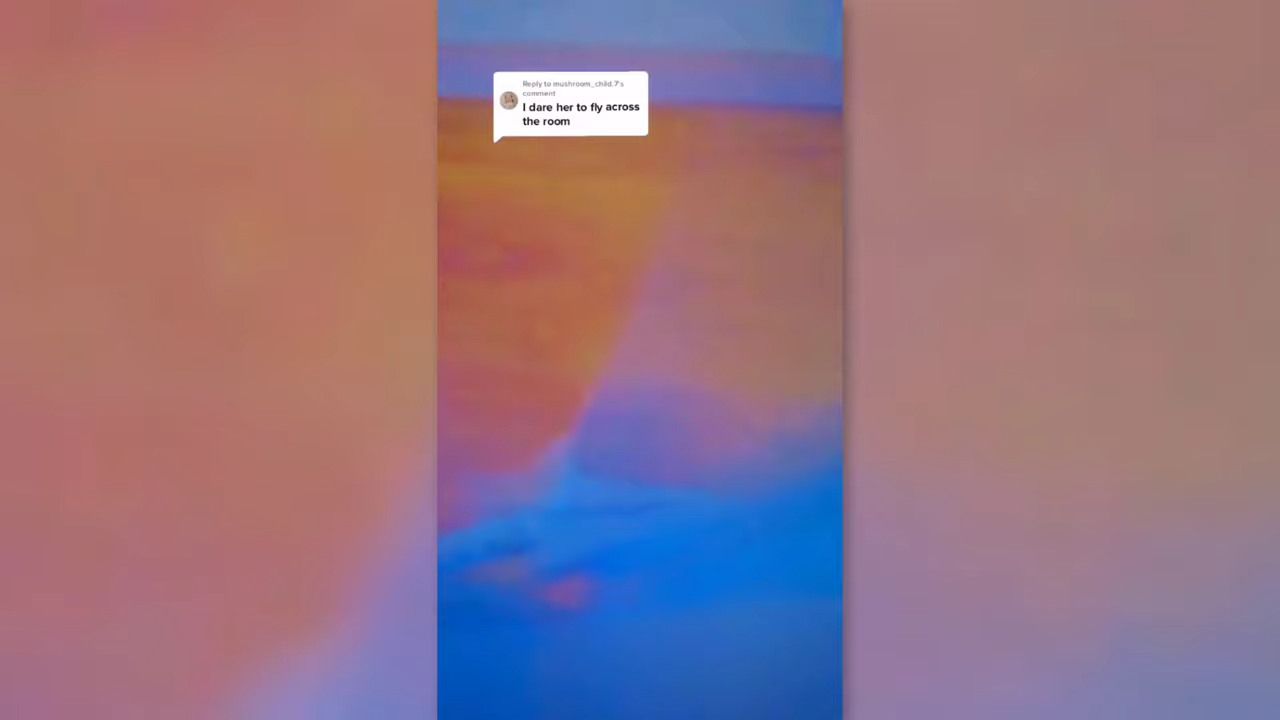 Reply to mushroom_child.7's
comment
I dare her to fly across
the room